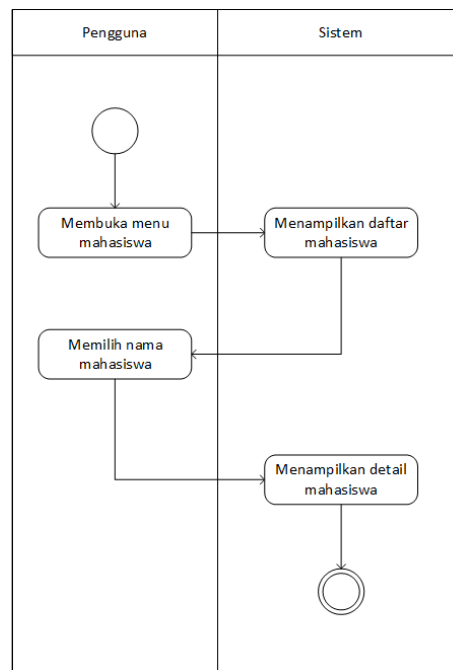 Pengguna
Sistem
Membuka menu
mahasiswa
Menampilkan daftar
mahasiswa
Memilih nama
mahasiswa
Menampilkan detail
mahasiswa